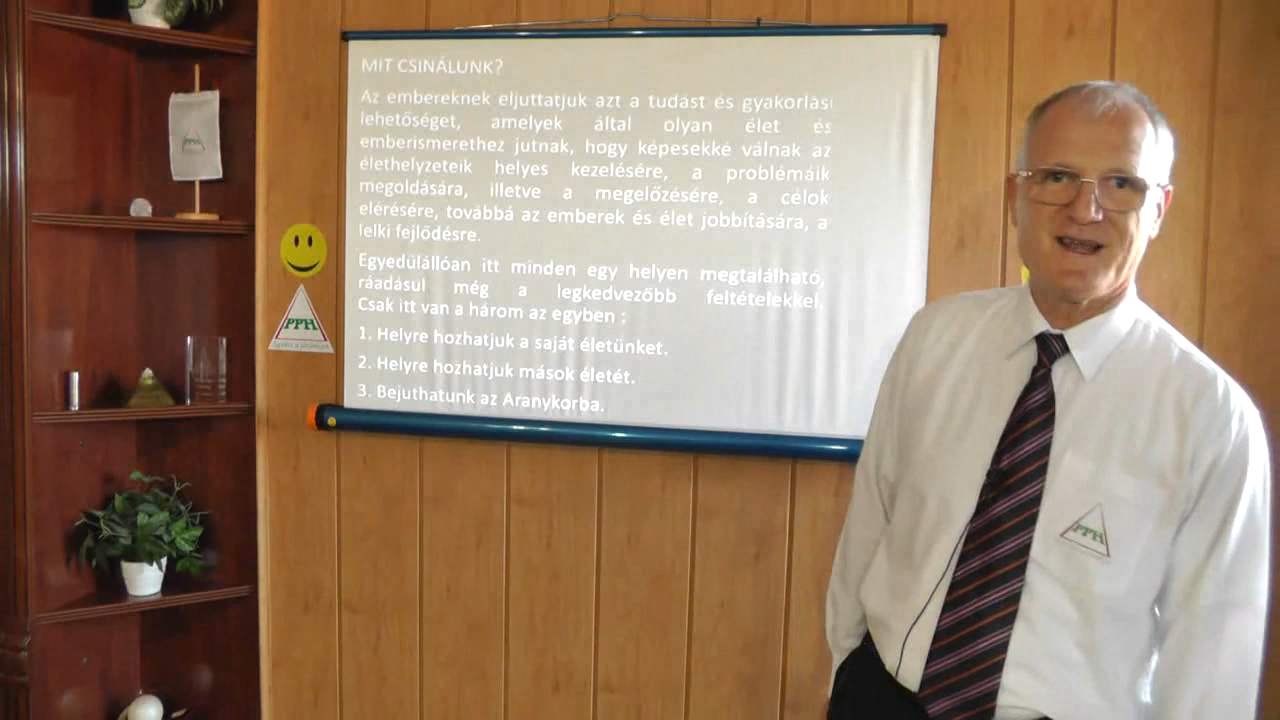 MIT CSINÁLUNK?
Az embereknek eljuttatjuk azt a tudást és gyakorlási
lehetőséget, amelyek által olyan élet és
emberismerethez jutnak, hogy képesekké válnak az
élethelyzeteik helyes kezelésére, a problémáik
megoldására, illetve a megelőzésére, a célok
elérésére, továbbá az emberek és élet jobbítására, a
lelki fejlődésre.
Egyedülállóan itt minden egy helyen megtalálható,
ráadásul még a legkedvezőbb feltételekkel.
Csak itt van a három az egyben :
1. Helyre hozhatjuk a saját életünket.
2. Helyre hozhatjuk mások életét.
3. Bejuthatunk az Aranykorba.
PPH
PPH